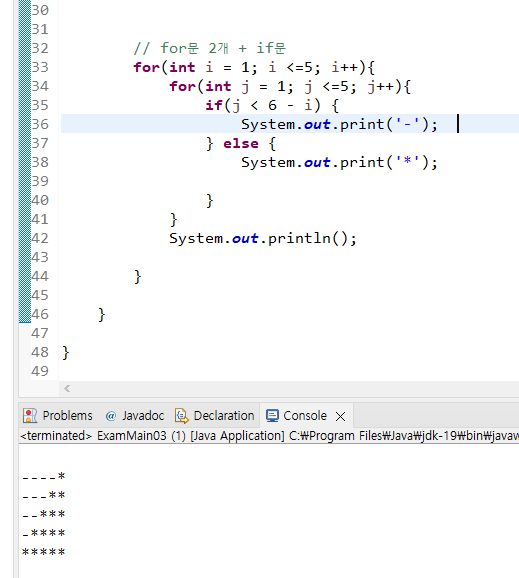 30
31
32 // for문 2개 + if문
33 for(int i = 1; i <=5; i++){
34 for(int j = 1; j <=5; j++){
35 if(j < 6 - i) {
36 System.out.print('-');
37 } else {
38 System.out.print('*');
39
40 }
41 }
42 System.out.println();
43
44 }
45
46 }
47
48 }
49
Problems @ Javadoc Declaration Console
<terminated> ExamMain03 (1) [Java Application] C:₩Program Files₩Java₩jdk-19₩bin₩javaw
----*
---**
--***
-****
*****